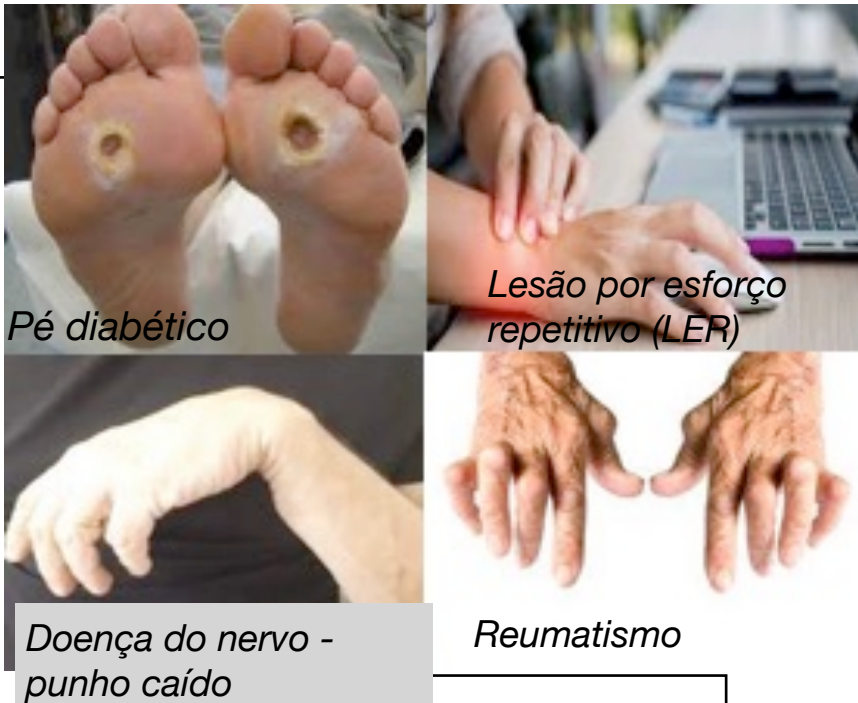 Pé diabético
Lesão por esforço
repetitivo (LER)
Doença do nervo -
punho caído
Reumatismo